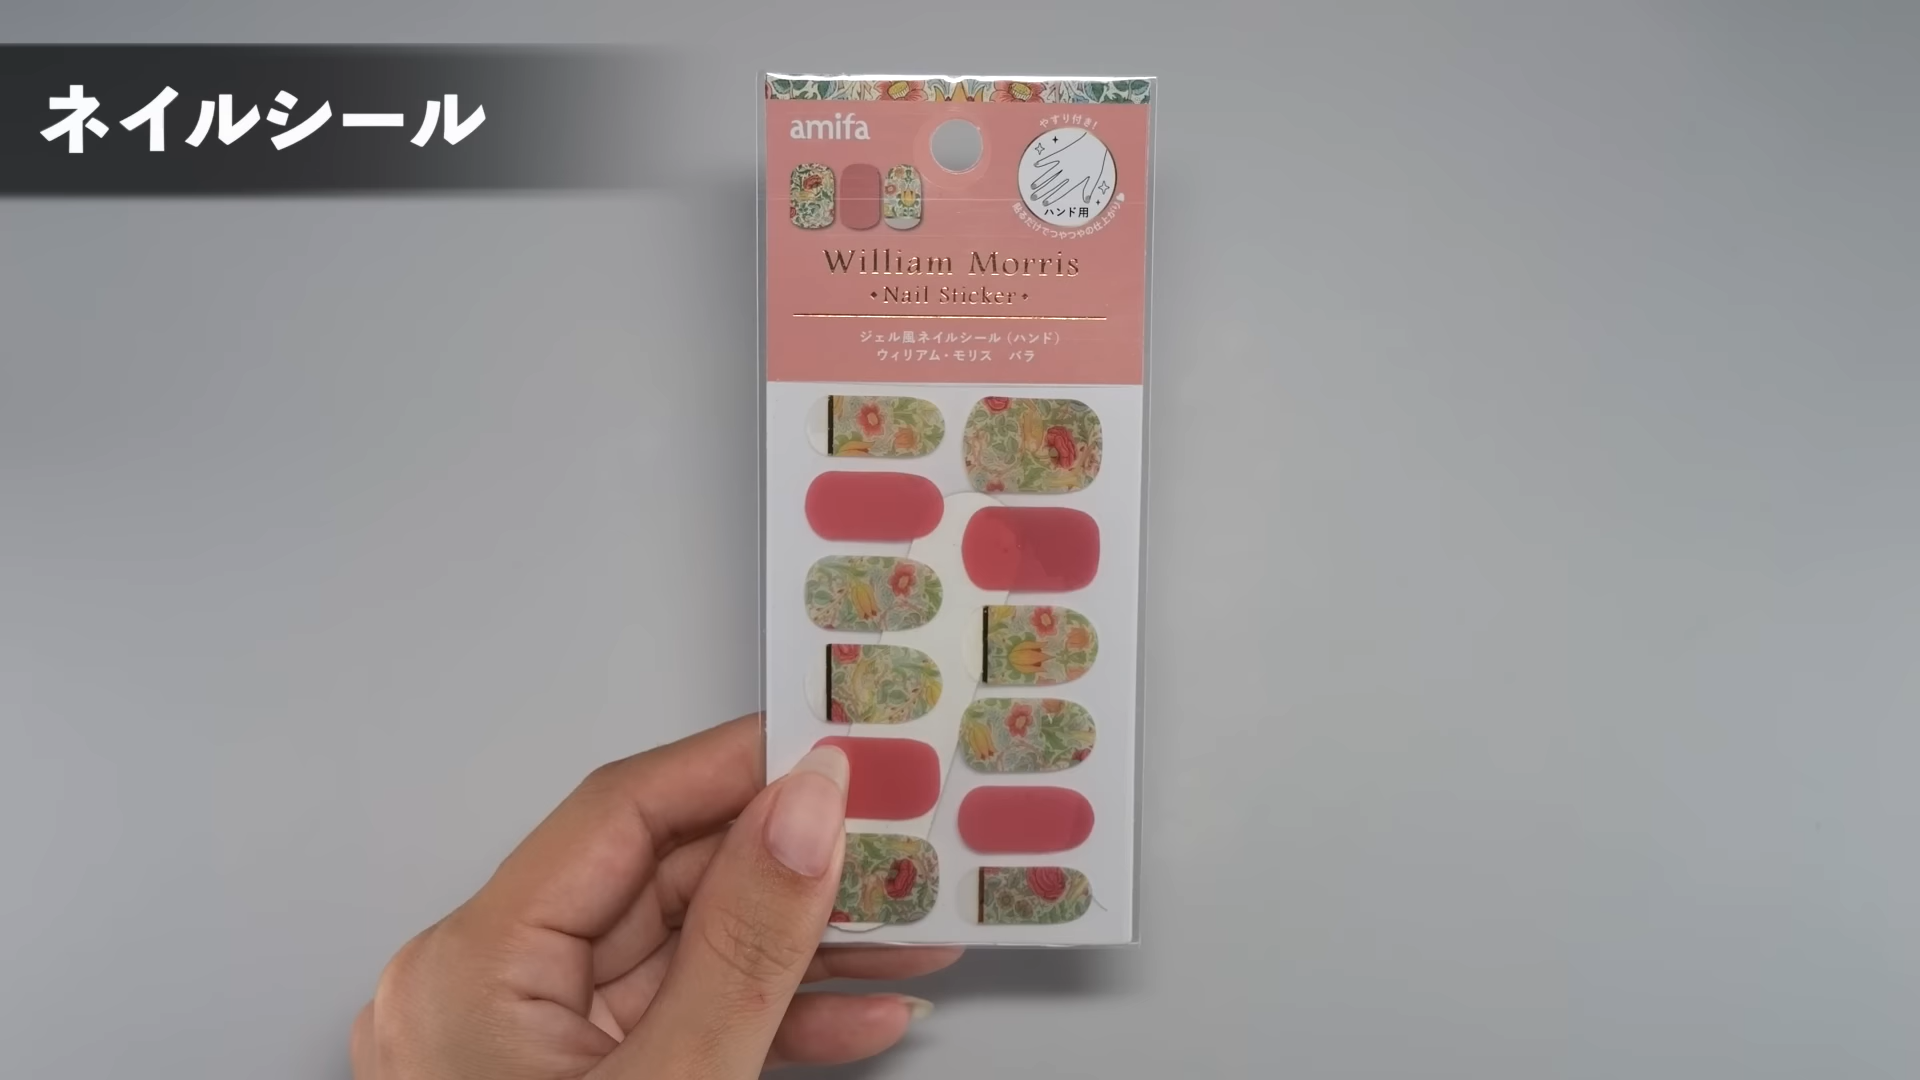 ネイルシール
amifa
やすり付き!
ハンド用
貼るだけでつやつやの仕上がり♥
William Morris
・Nail Sticker・
ジェル風ネイルシール（ハンド）
ウィリアム・モリス　バラ